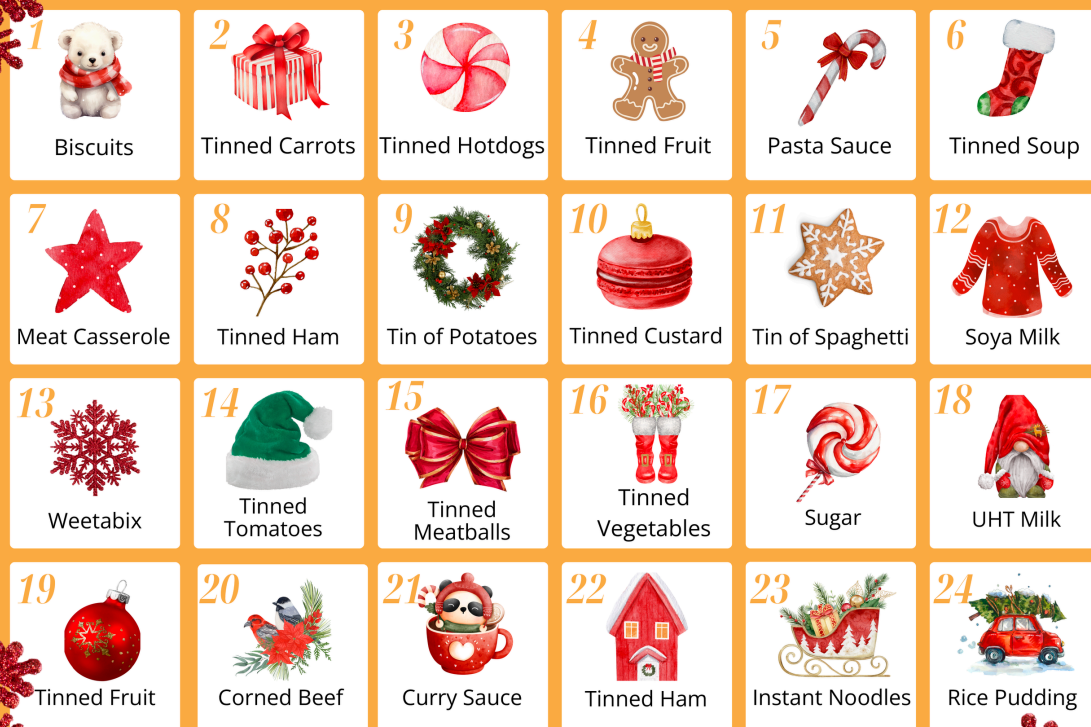 1
Biscuits
2
Tinned Carrots
3
Tinned Hotdogs
4
Tinned Fruit
5
Pasta Sauce
6
Tinned Soup
7
Meat Casserole
8
Tinned Ham
9
Tin of Potatoes
10
Tinned Custard
11
Tin of Spaghetti
12
Soya Milk
13
Weetabix
14
Tinned
Tomatoes
15
Tinned
Meatballs
16
Tinned
Vegetables
17
Sugar
18
UHT Milk
19
Tinned Fruit
20
Corned Beef
21
Curry Sauce
22
Tinned Ham
23
Instant Noodles
24
Rice Pudding